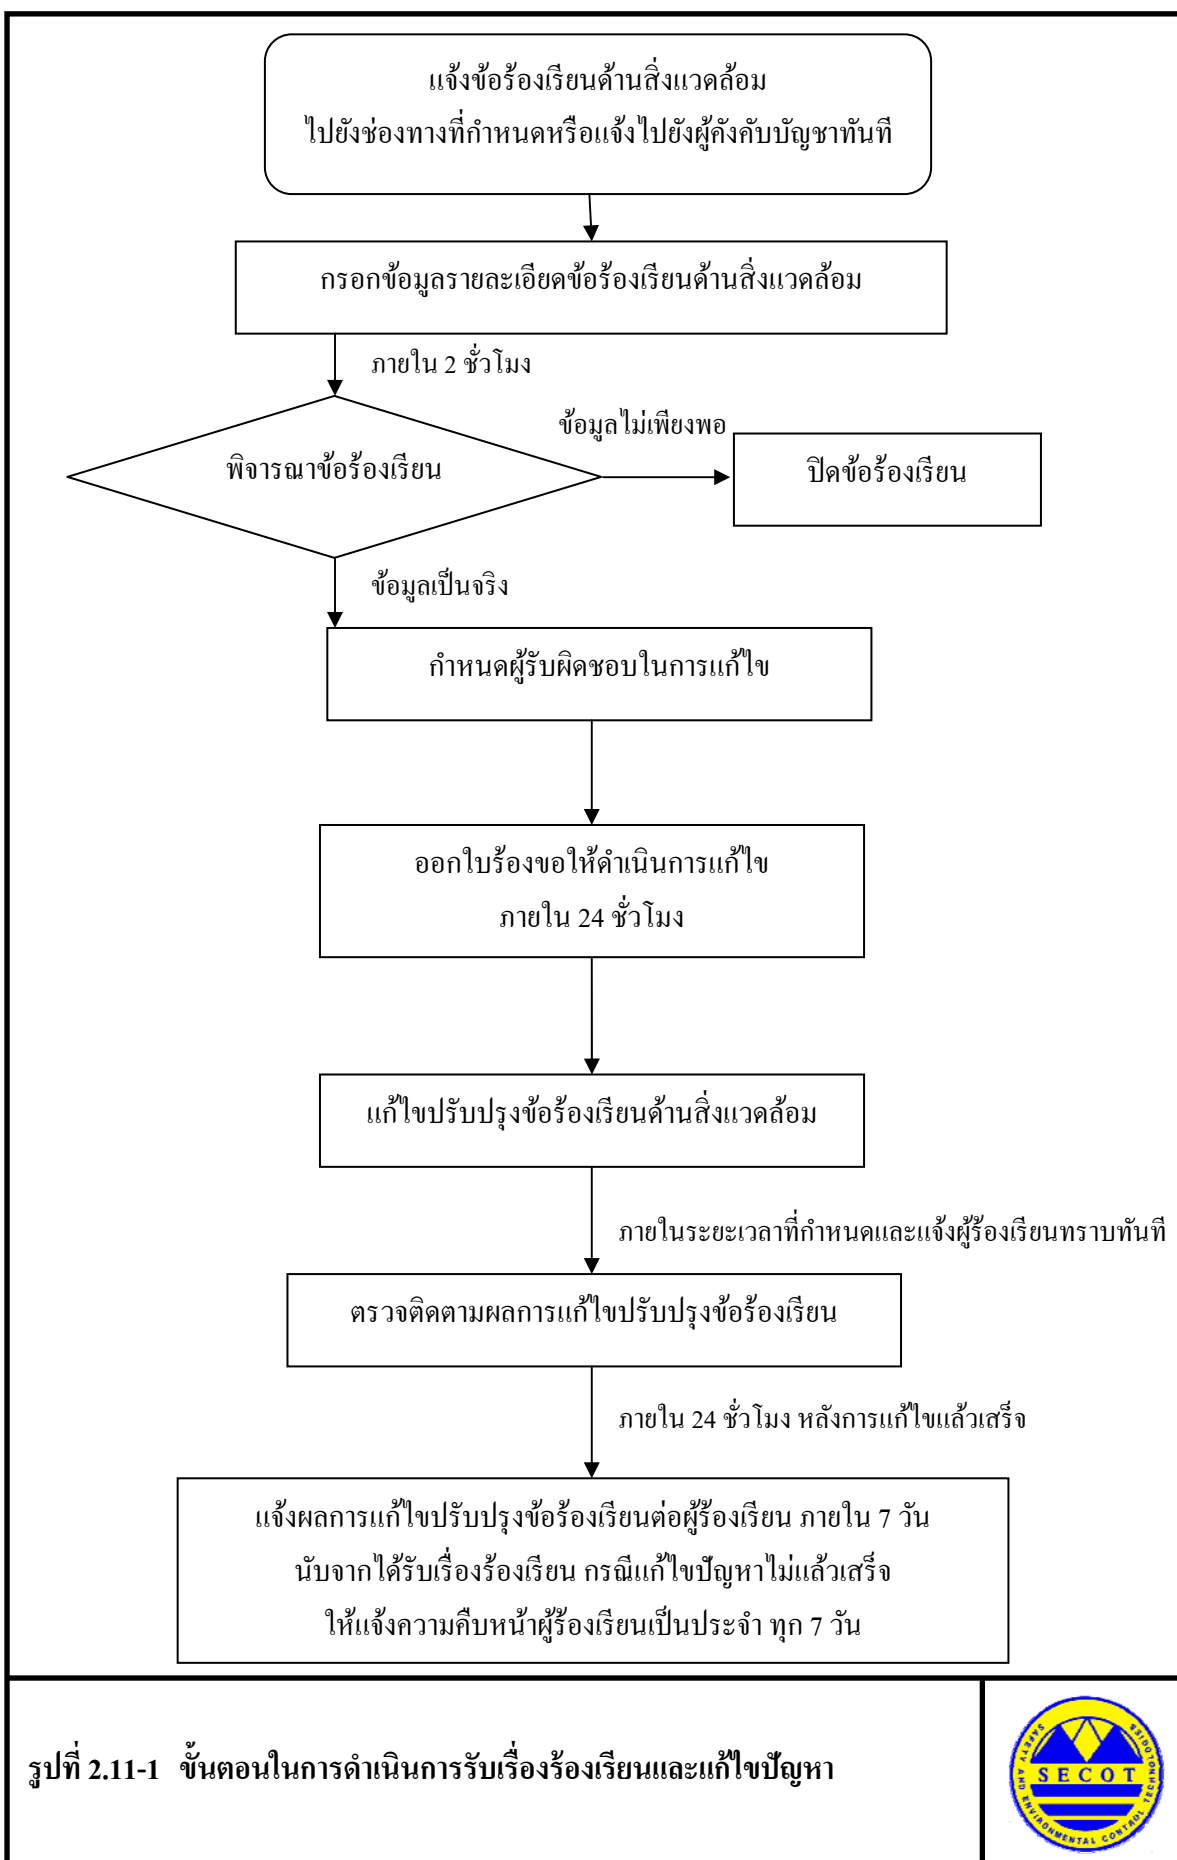 แจ้งข้อร้องเรียนด้านสิ่งแวดล้อม
ไปยังช่องทางที่กำหนดหรือแจ้งไปยังผู้คังคับบัญชาทันที
กรอกข้อมูลรายละเอียดข้อร้องเรียนด้านสิ่งแวดล้อม
ภายใน 2 ชั่วโมง
พิจารณาข้อร้องเรียน
ข้อมูลไม่เพียงพอ
ปิดข้อร้องเรียน
ข้อมูลเป็นจริง
กำหนดผู้รับผิดชอบในการแก้ไข
ออกใบร้องขอให้ดำเนินการแก้ไข
ภายใน 24 ชั่วโมง
แก้ไขปรับปรุงข้อร้องเรียนด้านสิ่งแวดล้อม
ภายในระยะเวลาที่กำหนดและแจ้งผู้ร้องเรียนทราบทันที
ตรวจติดตามผลการแก้ไขปรับปรุงข้อร้องเรียน
ภายใน 24 ชั่วโมง หลังการแก้ไขแล้วเสร็จ
แจ้งผลการแก้ไขปรับปรุงข้อร้องเรียนต่อผู้ร้องเรียน ภายใน 7 วัน
นับจากได้รับเรื่องร้องเรียน กรณีแก้ไขปัญหาไม่แล้วเสร็จ
ให้แจ้งความคืบหน้าผู้ร้องเรียนเป็นประจำ ทุก 7 วัน
รูปที่ 2.11-1 ขั้นตอนในการดำเนินการรับเรื่องร้องเรียนและแก้ไขปัญหา
SECOT
SAFETY AND ENVIRONMENTAL CONTROL TECHNOLOGIES